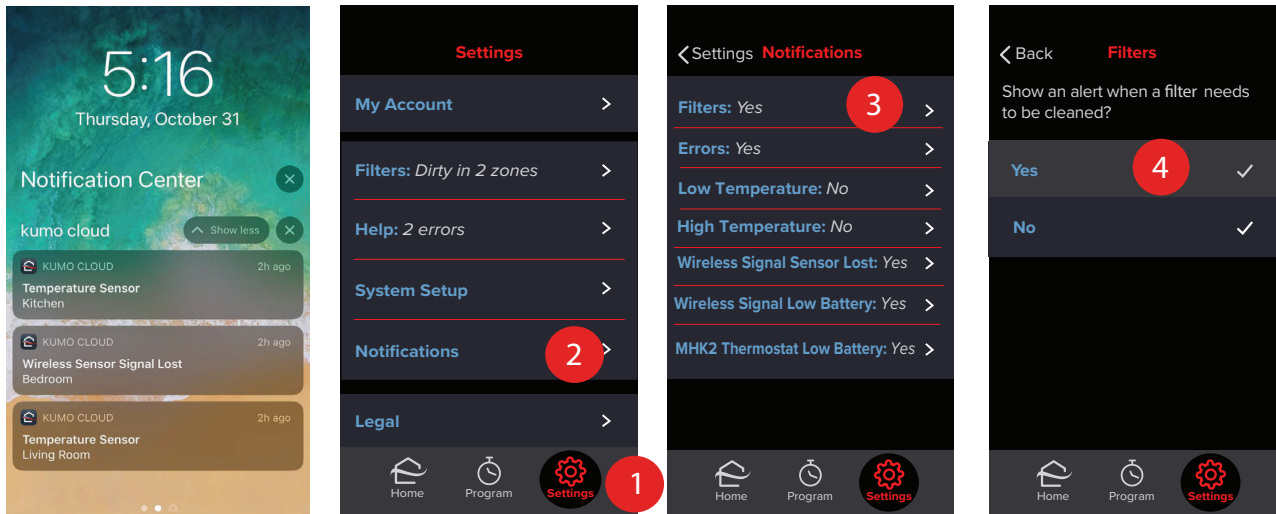 5:16
Thursday, October 31
Notification Center
kumo cloud
Show less
KUMO CLOUD 2h ago
Temperature Sensor
Kitchen
KUMO CLOUD 2h ago
Wireless Sensor Signal Lost
Bedroom
KUMO CLOUD 2h ago
Temperature Sensor
Living Room
Settings
My Account
Filters: Dirty in 2 zones
Help: 2 errors
System Setup
Notifications 2
Legal
Home Program Settings 1
Settings Notifications
Filters: Yes 3
Errors: Yes
Low Temperature: No
High Temperature: No
Wireless Signal Sensor Lost: Yes
Wireless Signal Low Battery: Yes
MHK2 Thermostat Low Battery: Yes
Home Program Settings
Back Filters
Show an alert when a filter needs
to be cleaned?
Yes 4
No
Home Program Settings